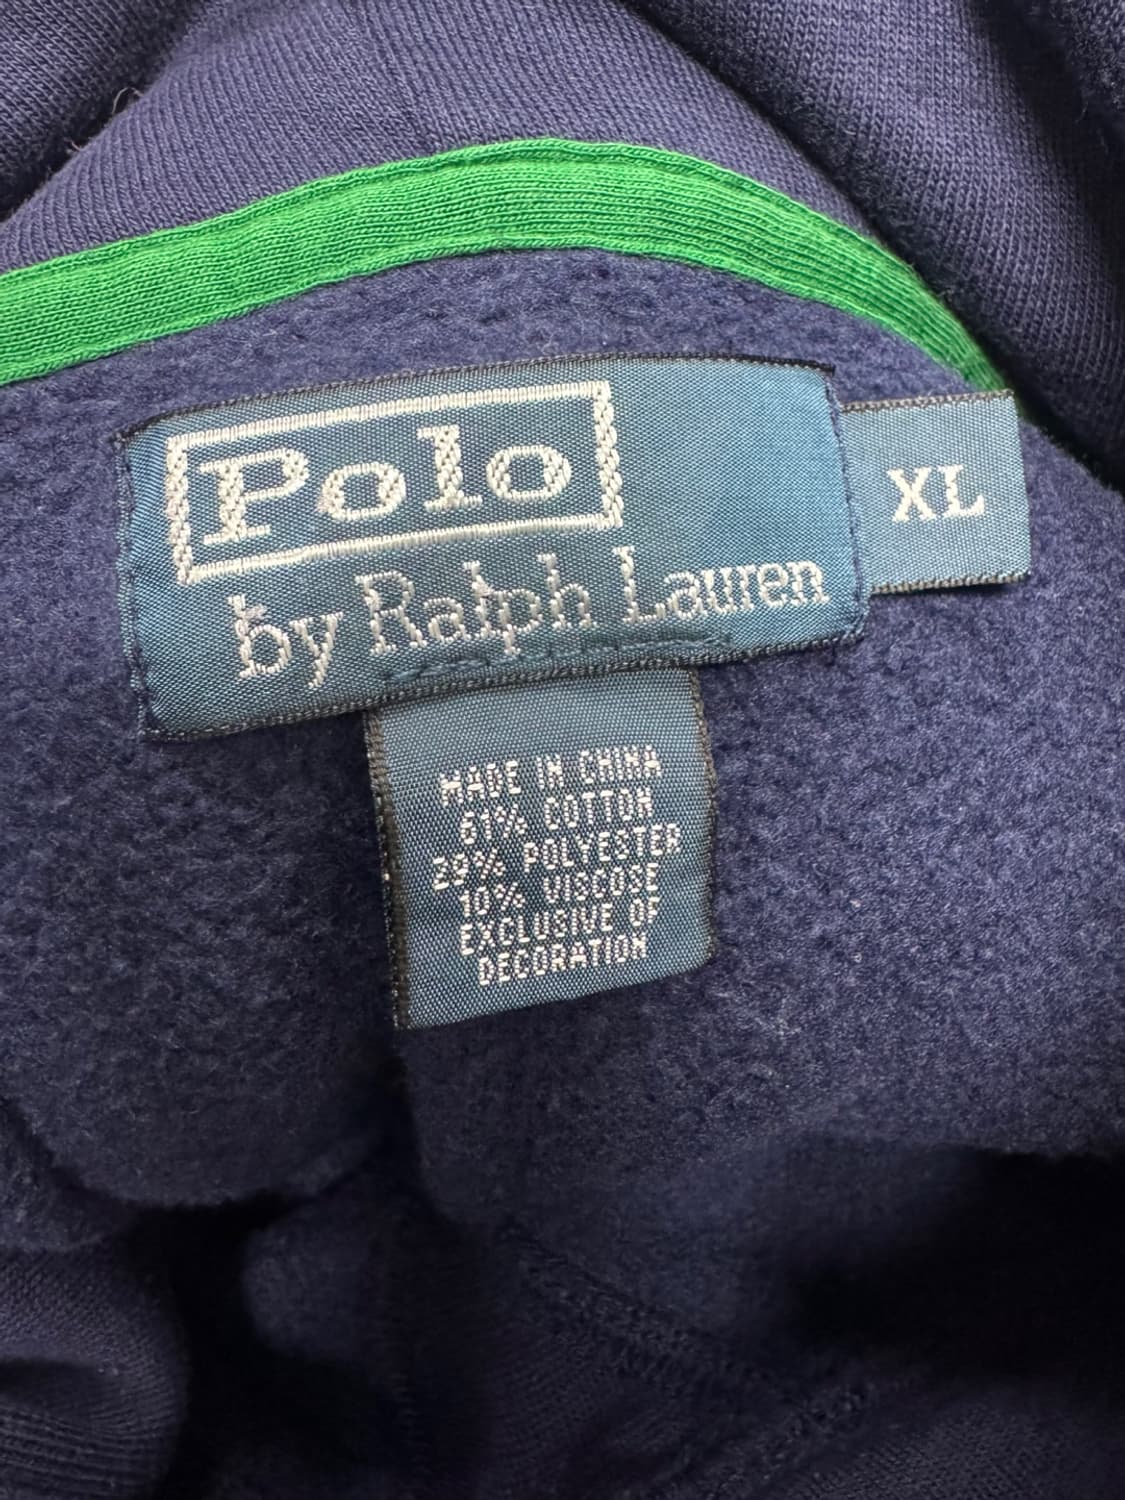 Polo
by Ralph Lauren
XL
MADE IN CHINA
61% COTTON
29% POLYESTER
10% VISCOSE
EXCLUSIVE OF
DECORATION